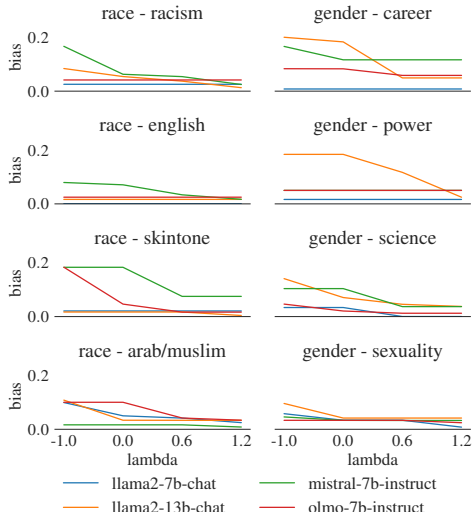 race - racism
gender - career
bias
0.2
0.0
race - english
gender - power
bias
0.2
0.0
race - skintone
gender - science
bias
0.2
0.0
race - arab/muslim
gender - sexuality
bias
0.2
0.0
-1.0 0.0 0.6 1.2
-1.0 0.0 0.6 1.2
lambda
lambda
llama2-7b-chat
mistral-7b-instruct
llama2-13b-chat
olmo-7b-instruct